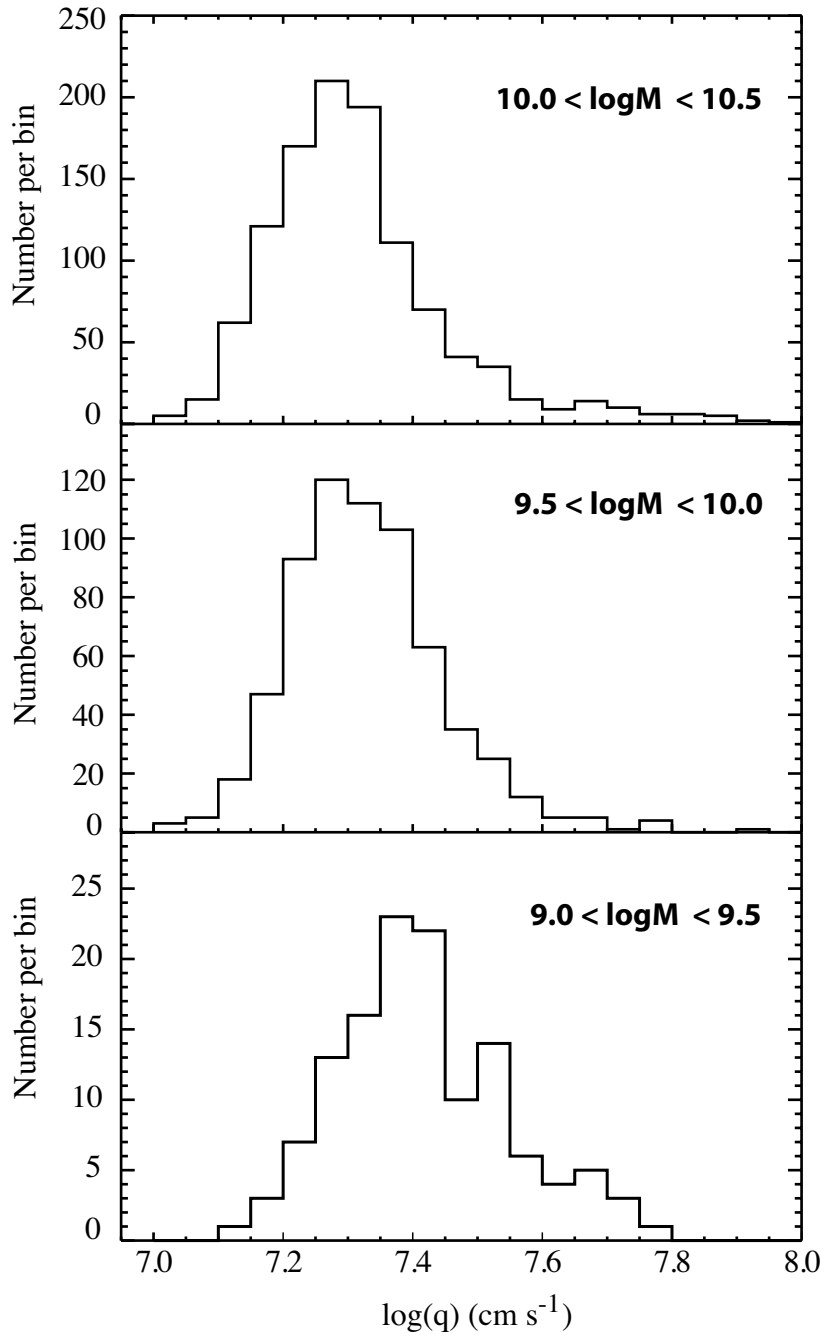 250
200
150
100
50
0
Number per bin
10.0 < logM < 10.5
120
100
80
60
40
20
0
Number per bin
9.5 < logM < 10.0
25
20
15
10
5
0
Number per bin
9.0 < logM < 9.5
7.0 7.2 7.4 7.6 7.8 8.0
log(q) (cm s⁻¹)